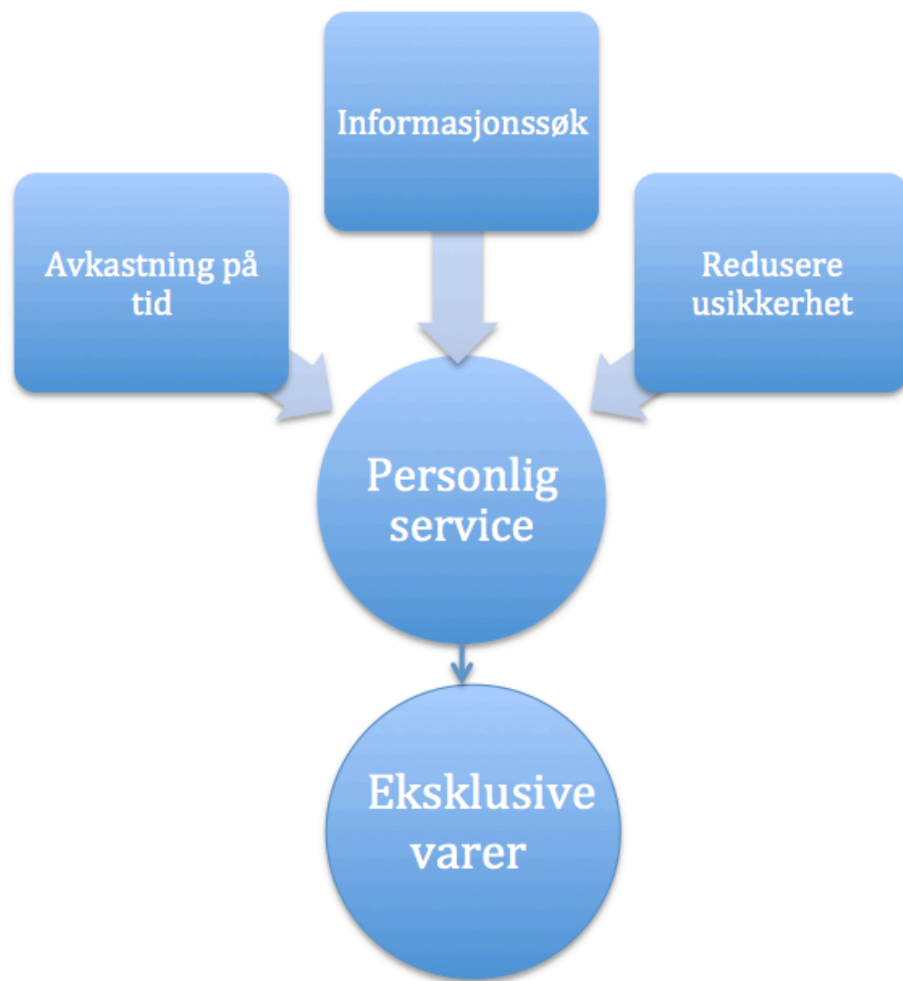 Informasjonssøk
Avkastning på
tid
Redusere
usikkerhet
Personlig
service
Eksklusive
varer